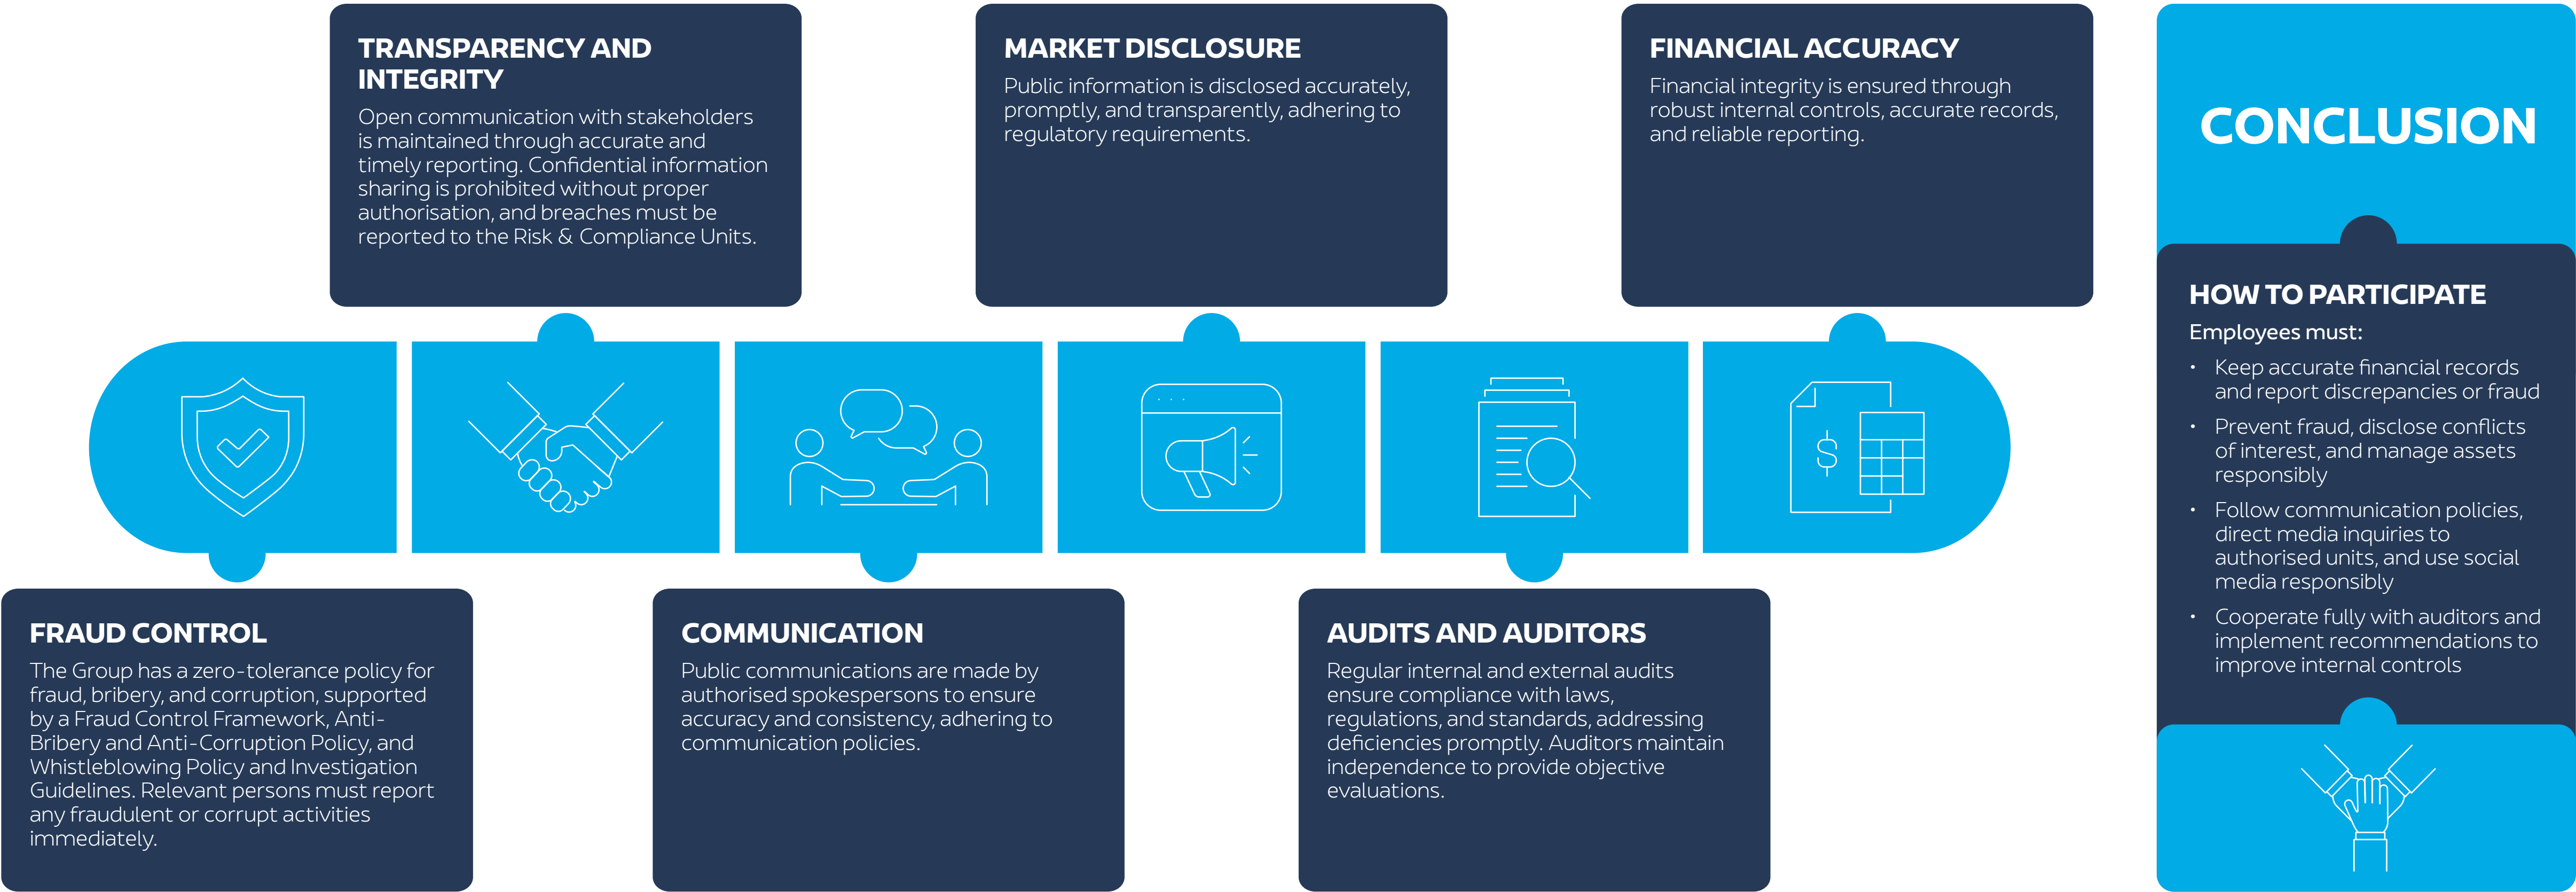 TRANSPARENCY AND
INTEGRITY
Open communication with stakeholders
is maintained through accurate and
timely reporting. Confidential information
sharing is prohibited without proper
authorisation, and breaches must be
reported to the Risk & Compliance Units.
MARKET DISCLOSURE
Public information is disclosed accurately,
promptly, and transparently, adhering to
regulatory requirements.
FINANCIAL ACCURACY
Financial integrity is ensured through
robust internal controls, accurate records,
and reliable reporting.
$
FRAUD CONTROL
The Group has a zero-tolerance policy for
fraud, bribery, and corruption, supported
by a Fraud Control Framework, Anti-
Bribery and Anti-Corruption Policy, and
Whistleblowing Policy and Investigation
Guidelines. Relevant persons must report
any fraudulent or corrupt activities
immediately.
COMMUNICATION
Public communications are made by
authorised spokespersons to ensure
accuracy and consistency, adhering to
communication policies.
AUDITS AND AUDITORS
Regular internal and external audits
ensure compliance with laws,
regulations, and standards, addressing
deficiencies promptly. Auditors maintain
independence to provide objective
evaluations.
CONCLUSION
HOW TO PARTICIPATE
Employees must:
• Keep accurate financial records
and report discrepancies or fraud
• Prevent fraud, disclose conflicts
of interest, and manage assets
responsibly
• Follow communication policies,
direct media inquiries to
authorised units, and use social
media responsibly
• Cooperate fully with auditors and
implement recommendations to
improve internal controls